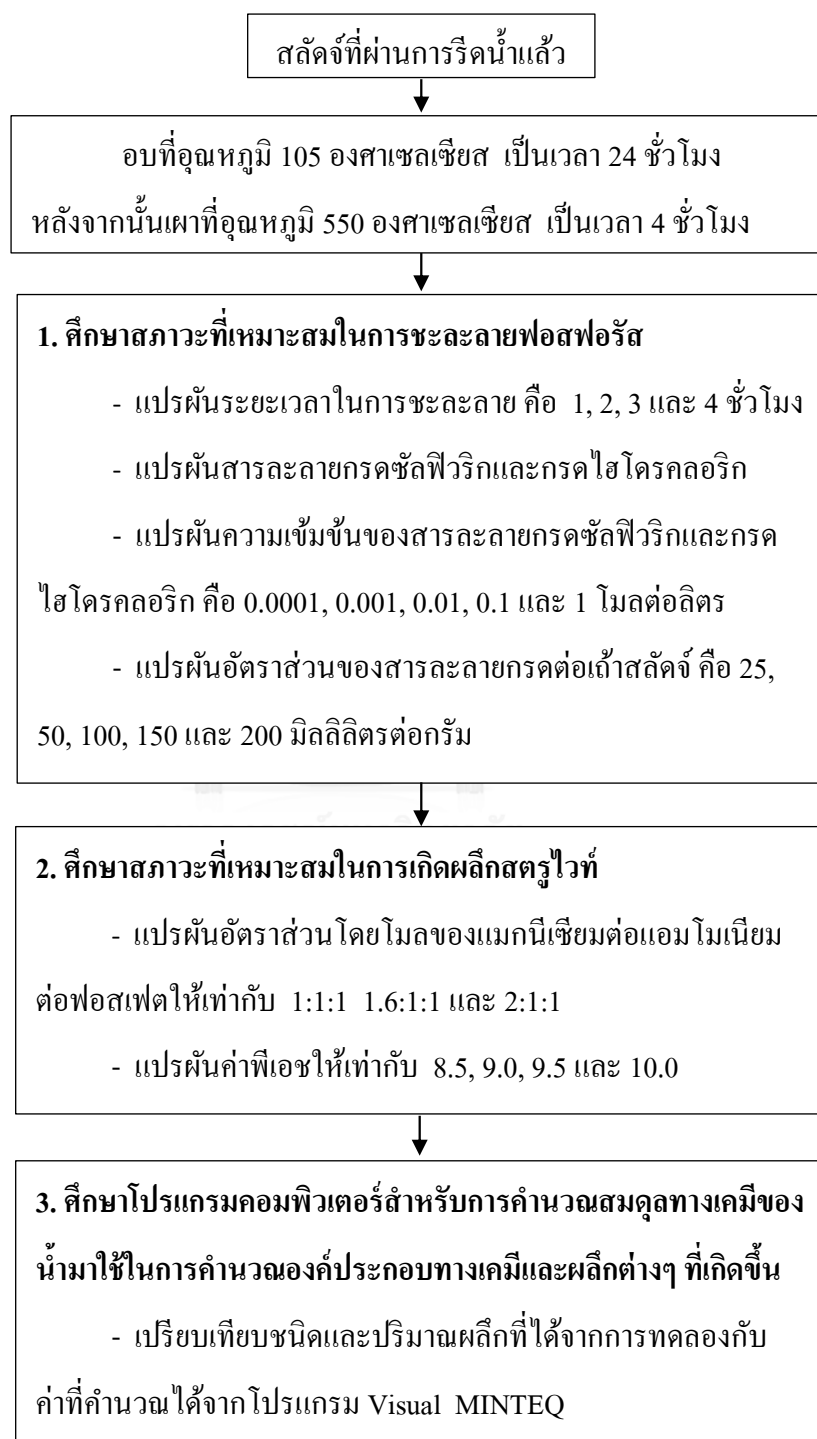 สลัดจ์ที่ผ่านการรีดน้ำแล้ว
อบที่อุณหภูมิ 105 องศาเซลเซียส เป็นเวลา 24 ชั่วโมง
หลังจากนั้นเผาที่อุณหภูมิ 550 องศาเซลเซียส เป็นเวลา 4 ชั่วโมง
1. ศึกษาสภาวะที่เหมาะสมในการชะละลายฟอสฟอรัส
- แปรผันระยะเวลาในการชะละลาย คือ 1, 2, 3 และ 4 ชั่วโมง
- แปรผันสารละลายกรดซัลฟิวริกและกรดไฮโดรคลอริก
- แปรผันความเข้มข้นของสารละลายกรดซัลฟิวริกและกรด
ไฮโดรคลอริก คือ 0.0001, 0.001, 0.01, 0.1 และ 1 โมลต่อลิตร
- แปรผันอัตราส่วนของสารละลายกรดต่อเถ้าสลัดจ์ คือ 25,
50, 100, 150 และ 200 มิลลิลิตรต่อกรัม
2. ศึกษาสภาวะที่เหมาะสมในการเกิดผลึกสตรูไวท์
- แปรผันอัตราส่วนโดยโมลของแมกนีเซียมต่อแอมโมเนียม
ต่อฟอสเฟตให้เท่ากับ 1:1:1 1.6:1:1 และ 2:1:1
- แปรผันค่าพีเอชให้เท่ากับ 8.5, 9.0, 9.5 และ 10.0
3. ศึกษาโปรแกรมคอมพิวเตอร์สำหรับการคำนวณสมดุลทางเคมีของ
น้ำมาใช้ในการคำนวณองค์ประกอบทางเคมีและผลึกต่างๆ ที่เกิดขึ้น
- เปรียบเทียบชนิดและปริมาณผลึกที่ได้จากการทดลองกับ
ค่าที่คำนวณได้จากโปรแกรม Visual MINTEQ